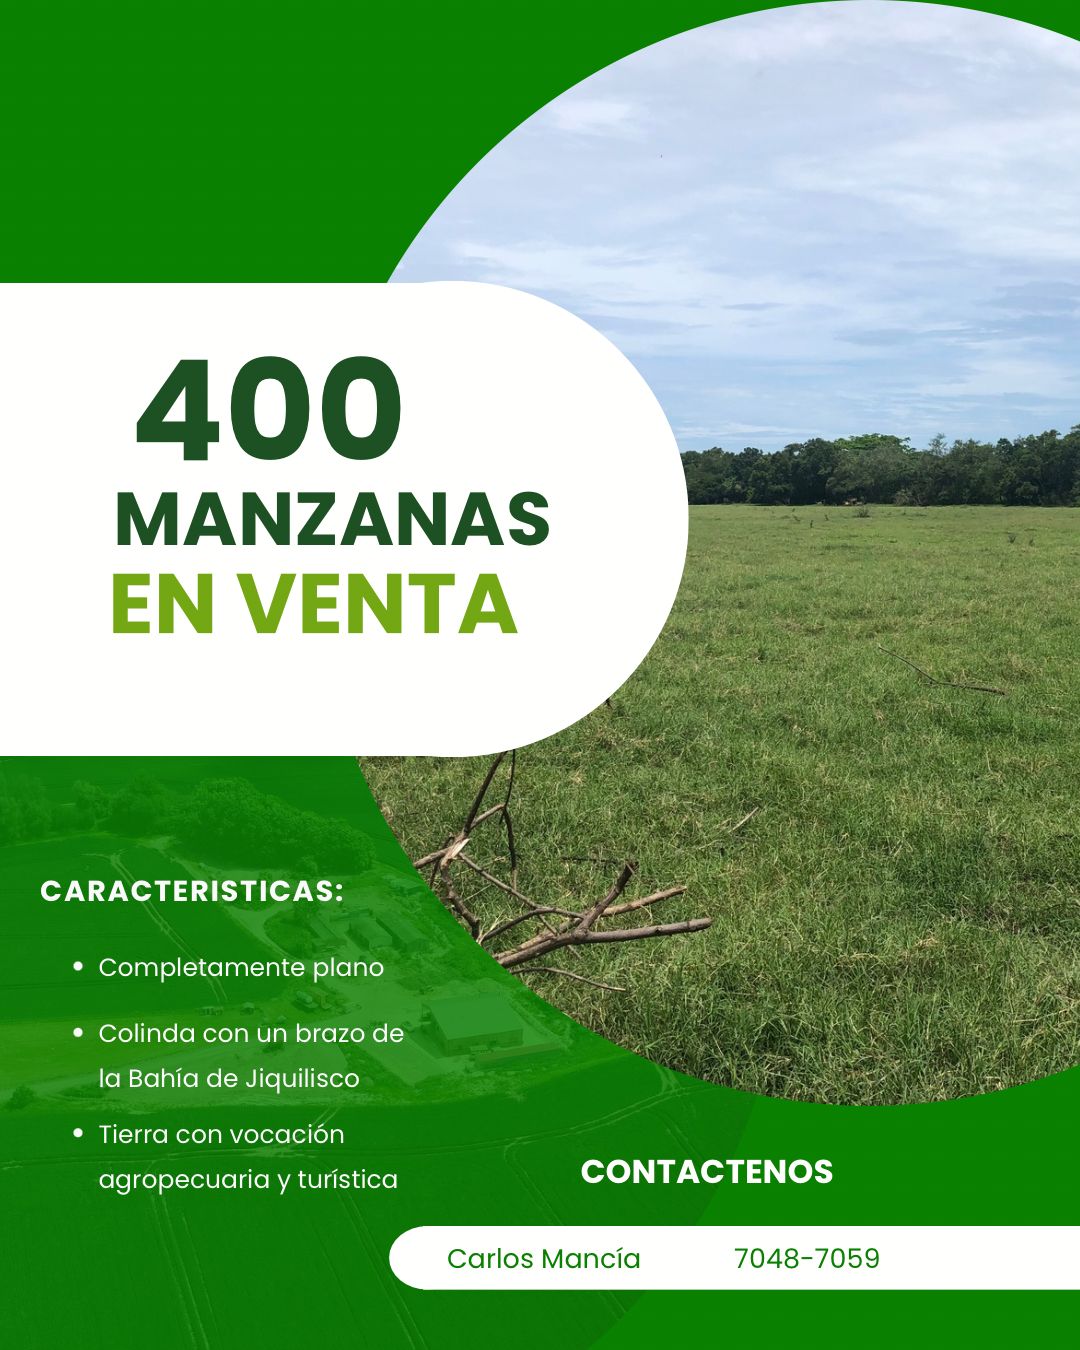 400
MANZANAS
EN VENTA
CARACTERISTICAS:
• Completamente plano
• Colinda con un brazo de
la Bahía de Jiquilisco
• Tierra con vocación
agropecuaria y turística
CONTACTENOS
Carlos Mancía 7048-7059